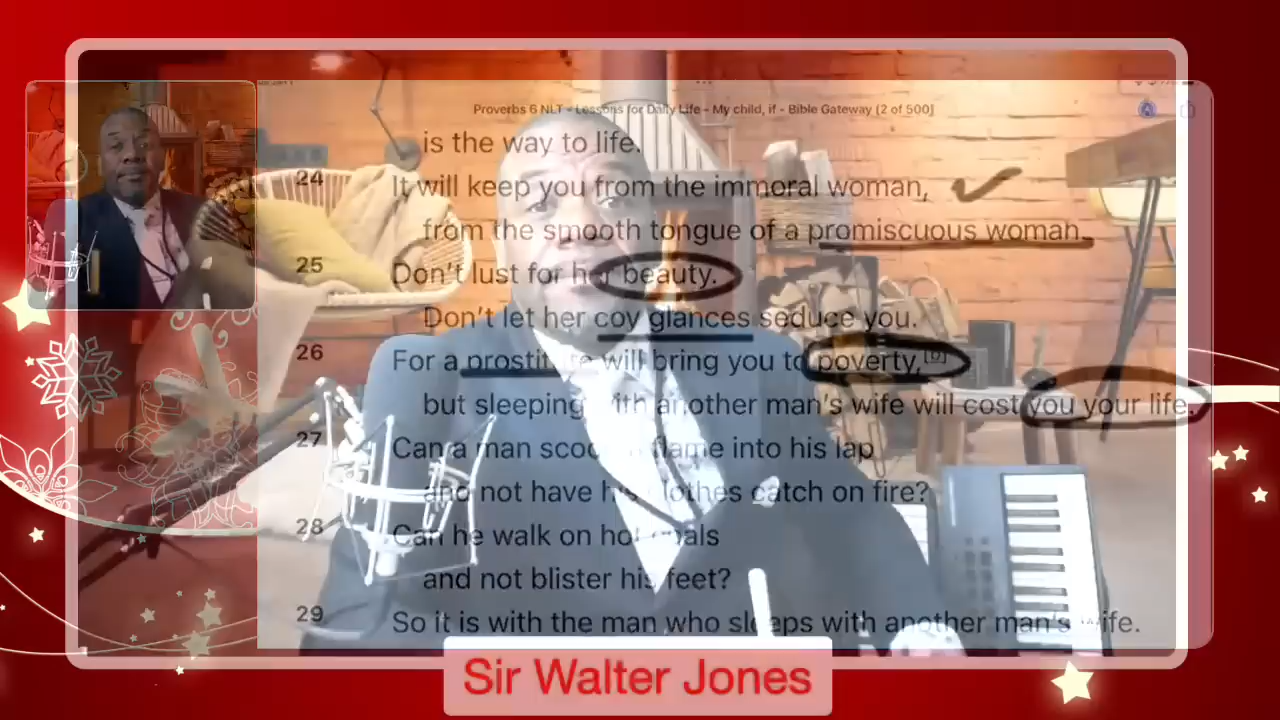 Proverbs 6 NLT - Lessons for Daily Life - My child, if - Bible Gateway (2 of 500)
is the way to life.
24 It will keep you from the immoral woman,
from the smooth tongue of a promiscuous woman.
25 Don't lust for her beauty.
Don't let her coy glances seduce you.
26 For a prostitute will bring you to poverty,[b]
but sleeping with another man's wife will cost you your life.
27 Can a man scoop a flame into his lap
and not have his clothes catch on fire?
28 Can he walk on hot coals
and not blister his feet?
29 So it is with the man who sleeps with another man's wife.
Sir Walter Jones